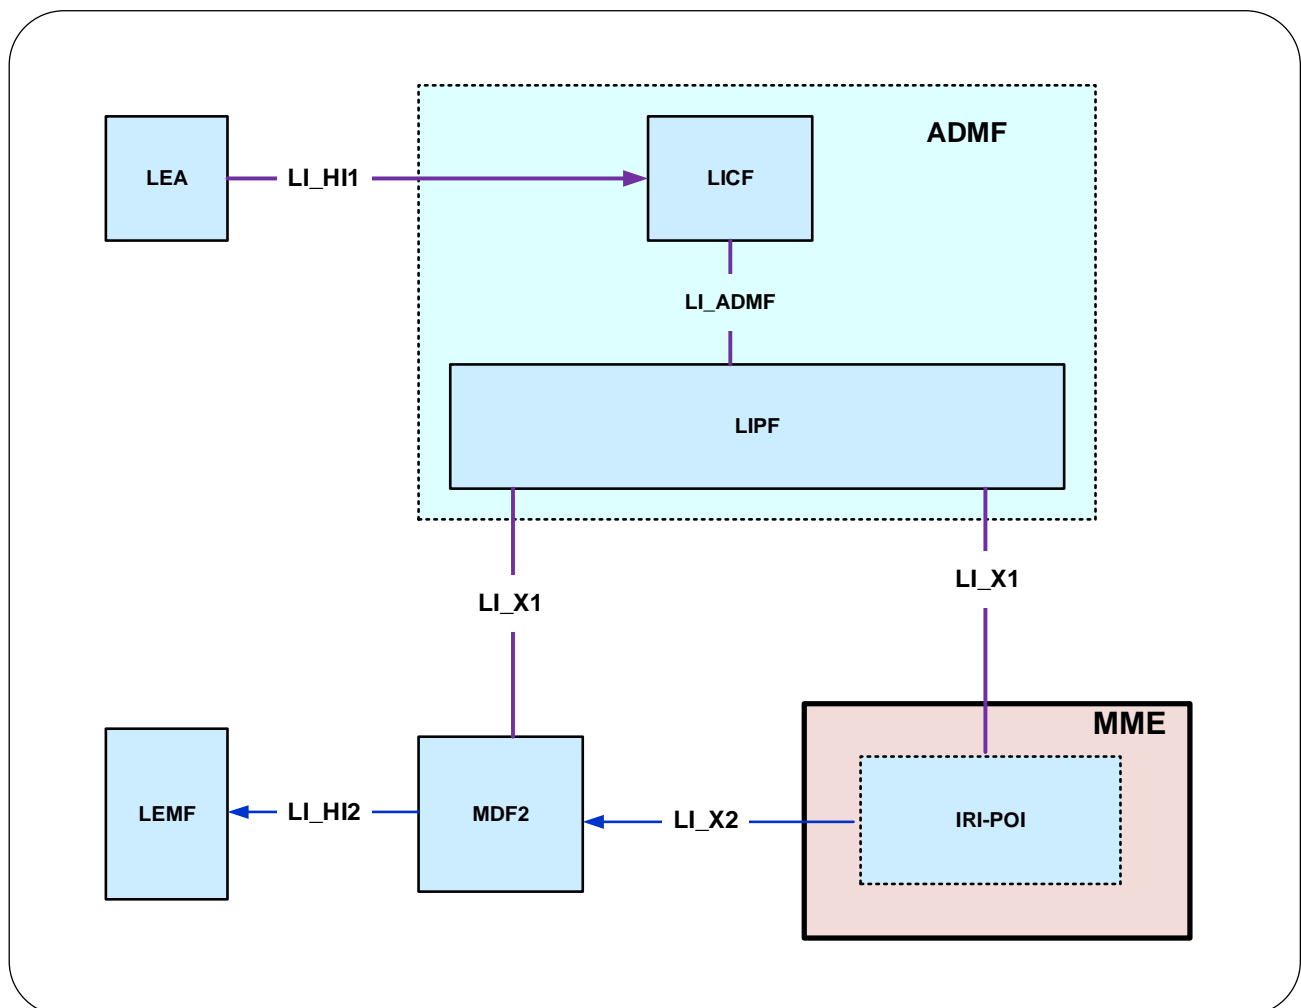 ADMF
LEA
LI_HI1
LICF
LI_ADMF
LIPF
LI_X1
LI_X1
MME
LEMF
LI_HI2
MDF2
LI_X2
IRI-POI